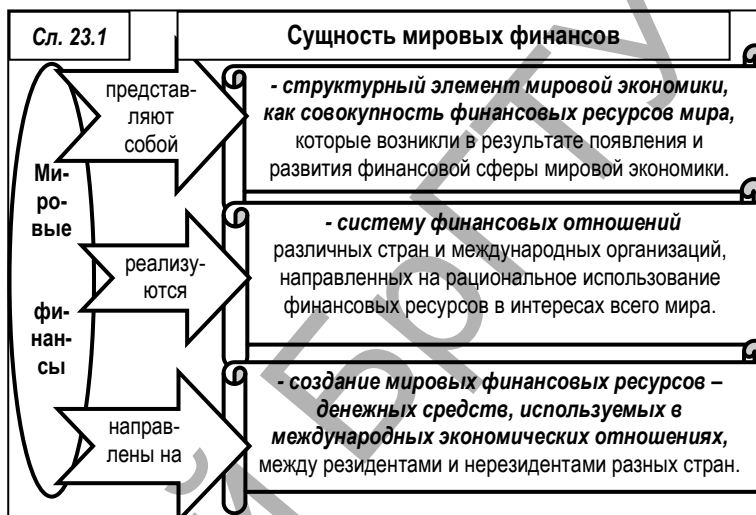 Сл. 23.1
Сущность мировых финансов
Ми-
ро-
вые
фи-
нан-
сы
представ-
ляют
собой
- структурный элемент мировой экономики,
как совокупность финансовых ресурсов мира,
которые возникли в результате появления и
развития финансовой сферы мировой экономики.
реализу-
ются
- систему финансовых отношений
различных стран и международных организаций,
направленных на рациональное использование
финансовых ресурсов в интересах всего мира.
направ-
лены на
- создание мировых финансовых ресурсов –
денежных средств, используемых в
международных экономических отношениях,
между резидентами и нерезидентами разных стран.
й БрГТУ